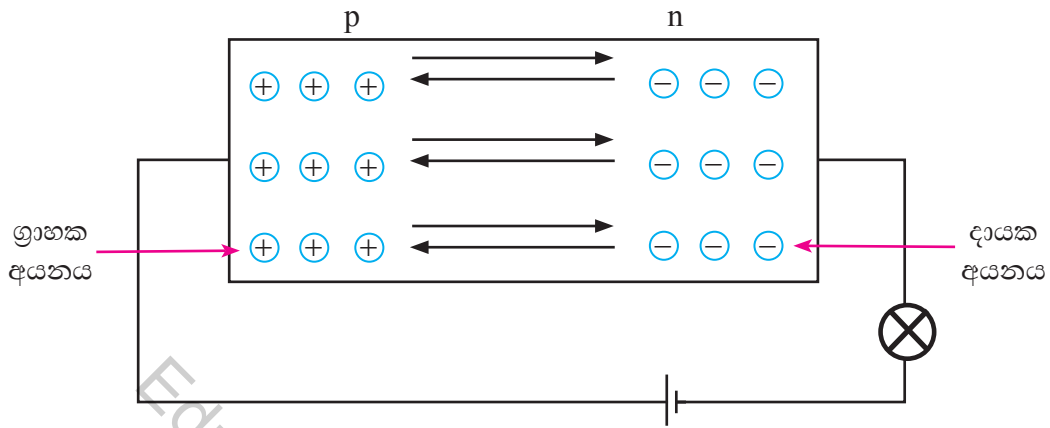 p
n
+ + +
− − −
+ + +
− − −
ග්‍රාහක
අයනය
+ + +
− − −
දායක
අයනය